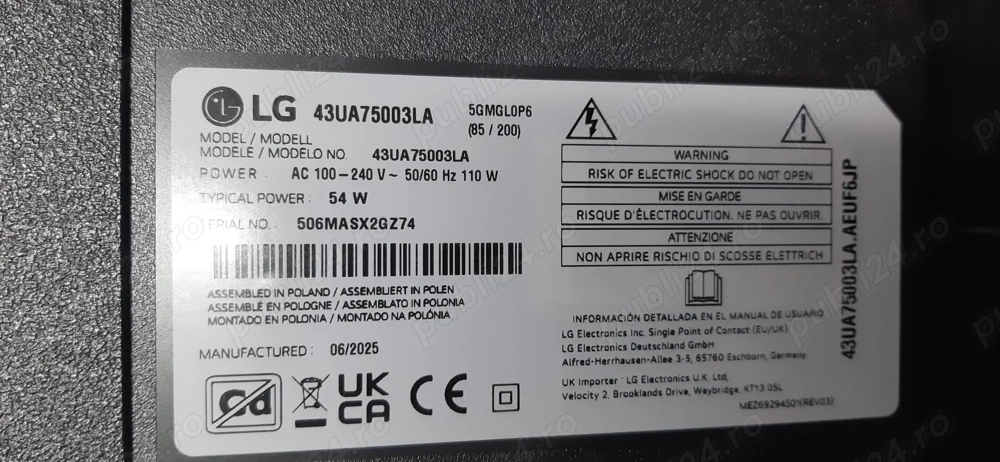 LG 43UA75003LA 5GMGL0P6
(85 / 200)
MODEL / MODELL
MODÈLE / MODELO NO. 43UA75003LA
POWER : AC 100-240 V~ 50/60 Hz 110 W
TYPICAL POWER : 54 W
SERIAL NO. : 506MASX2GZ74
ASSEMBLED IN POLAND / ASSEMBLIERT IN POLEN
ASSEMBLÉ EN POLOGNE / ASSEMBLATO IN POLONIA
MONTADO EN POLONIA / MONTADO NA POLÓNIA
MANUFACTURED : 06/2025
Cd
UK
CA
CE
WARNING
RISK OF ELECTRIC SHOCK DO NOT OPEN
MISE EN GARDE
RISQUE D'ÉLECTROCUTION. NE PAS OUVRIR.
ATTENZIONE
NON APRIRE RISCHIO DI SCOSSE ELETTRICH
INFORMACIÓN DETALLADA EN EL MANUAL DE USUARIO
LG Electronics Inc. Single Point of Contact (EU/UK)
LG Electronics Deutschland GmbH
Alfred-Herrhausen-Allee 3-5, 65760 Eschborn, Germany
UK Importer : LG Electronics U.K. Ltd,
Velocity 2, Brooklands Drive, Weybridge, KT13 0SL
MEZ69294501(REV03)
43UA75003LA.AEUF6JP
publi24.ro